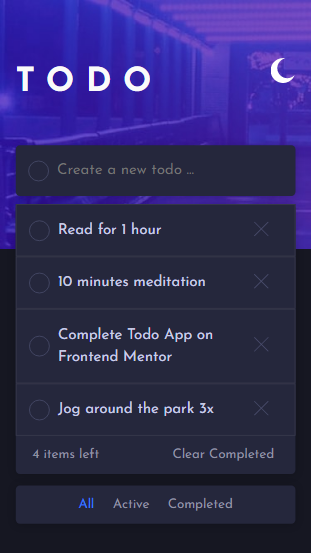 TODO
Create a new todo ...
Read for 1 hour
10 minutes meditation
Complete Todo App on
Frontend Mentor
Jog around the park 3x
4 items left Clear Completed
All Active Completed